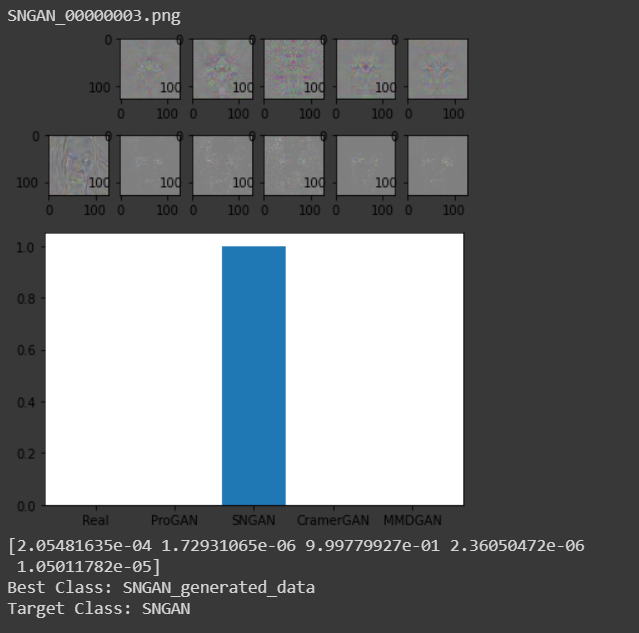 SNGAN_00000003.png
0 0 0 0 0
100 100 100 100 100
0 100 0 100 0 100 0 100 0 100
0 0 0 0 0 0
100 100 100 100 100 100
0 100 0 100 0 100 0 100 0 100 0 100
1.0
0.8
0.6
0.4
0.2
0.0
Real ProGAN SNGAN CramerGAN MMDGAN
[2.05481635e-04 1.72931065e-06 9.99779927e-01 2.36050472e-06
1.05011782e-05]
Best Class: SNGAN_generated_data
Target Class: SNGAN